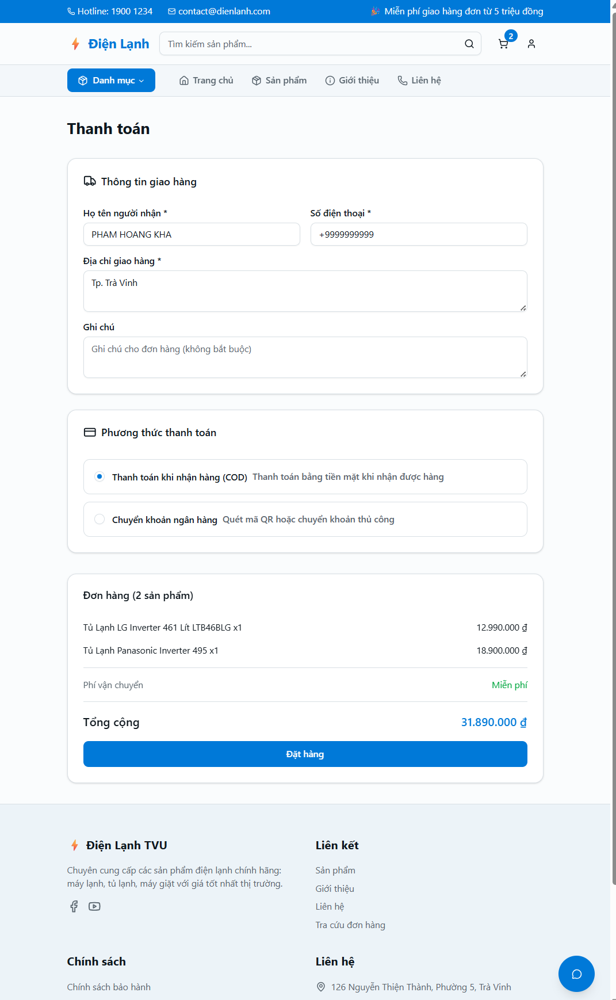 Hotline: 1900 1234
contact@dienlanh.com
🎉 Miễn phí giao hàng đơn từ 5 triệu đồng
Điện Lạnh
Tìm kiếm sản phẩm...
2
Danh mục
Trang chủ
Sản phẩm
Giới thiệu
Liên hệ
Thanh toán
Thông tin giao hàng
Họ tên người nhận *
Số điện thoại *
PHAM HOANG KHA
+9999999999
Địa chỉ giao hàng *
Tp. Trà Vinh
Ghi chú
Ghi chú cho đơn hàng (không bắt buộc)
Phương thức thanh toán
Thanh toán khi nhận hàng (COD) Thanh toán bằng tiền mặt khi nhận được hàng
Chuyển khoản ngân hàng Quét mã QR hoặc chuyển khoản thủ công
Đơn hàng (2 sản phẩm)
Tủ Lạnh LG Inverter 461 Lít LTB46BLG x1 12.990.000 ₫
Tủ Lạnh Panasonic Inverter 495 x1 18.900.000 ₫
Phí vận chuyển Miễn phí
Tổng cộng 31.890.000 ₫
Đặt hàng
Điện Lạnh TVU
Chuyên cung cấp các sản phẩm điện lạnh chính hãng:
máy lạnh, tủ lạnh, máy giặt với giá tốt nhất thị trường.
Liên kết
Sản phẩm
Giới thiệu
Liên hệ
Tra cứu đơn hàng
Chính sách
Chính sách bảo hành
Liên hệ
126 Nguyễn Thiện Thành, Phường 5, Trà Vinh